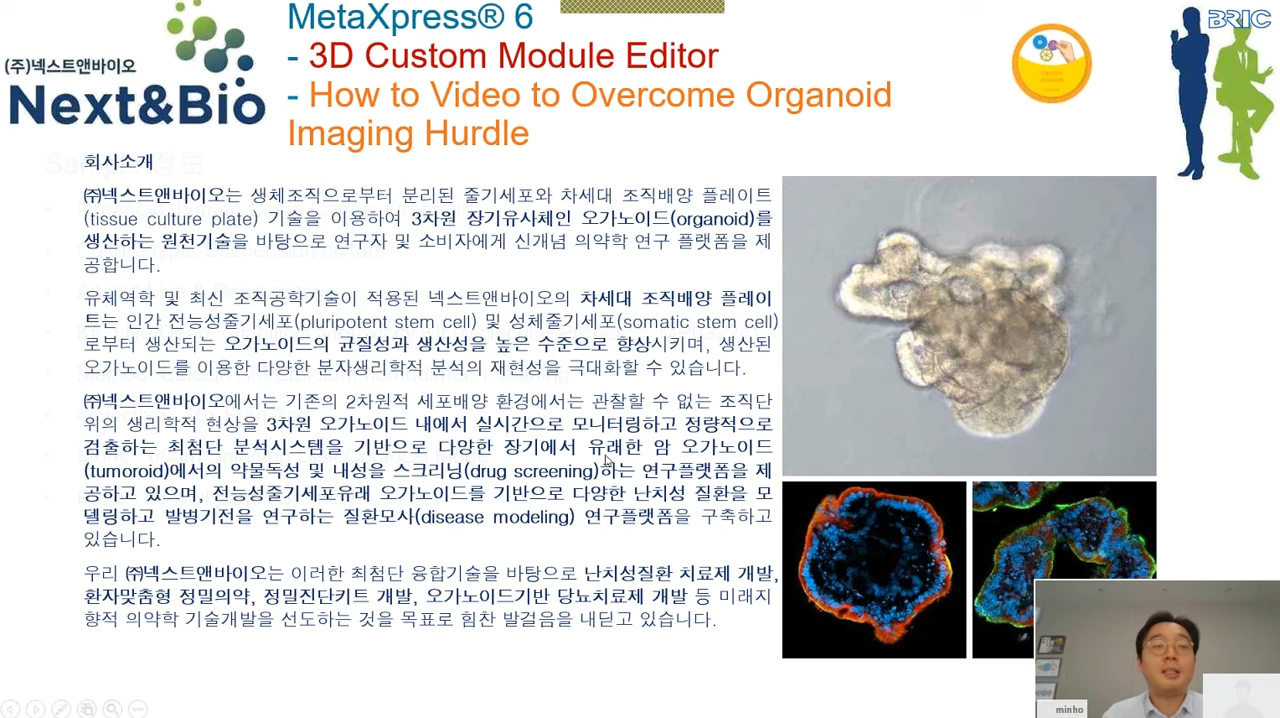 (주)넥스트앤바이오
Next&Bio
MetaXpress® 6
- 3D Custom Module Editor
- How to Video to Overcome Organoid
Imaging Hurdle
BRIC
회사소개
㈜넥스트앤바이오는 생체조직으로부터 분리된 줄기세포와 차세대 조직배양 플레이트
(tissue culture plate) 기술을 이용하여 3차원 장기유사체인 오가노이드(organoid)를
생산하는 원천기술을 바탕으로 연구자 및 소비자에게 신개념 의약학 연구 플랫폼을 제
공합니다.
유체역학 및 최신 조직공학기술이 적용된 넥스트앤바이오의 차세대 조직배양 플레이
트는 인간 전능성줄기세포(pluripotent stem cell) 및 성체줄기세포(somatic stem cell)
로부터 생산되는 오가노이드의 균질성과 생산성을 높은 수준으로 향상시키며, 생산된
오가노이드를 이용한 다양한 분자생리학적 분석의 재현성을 극대화할 수 있습니다.
㈜넥스트앤바이오에서는 기존의 2차원적 세포배양 환경에서는 관찰할 수 없는 조직단
위의 생리학적 현상을 3차원 오가노이드 내에서 실시간으로 모니터링하고 정량적으로
검출하는 최첨단 분석시스템을 기반으로 다양한 장기에서 유래한 암 오가노이드
(tumoroid)에서의 약물독성 및 내성을 스크리닝(drug screening)하는 연구플랫폼을 제
공하고 있으며, 전능성줄기세포유래 오가노이드를 기반으로 다양한 난치성 질환을 모
델링하고 발병기전을 연구하는 질환모사(disease modeling) 연구플랫폼을 구축하고
있습니다.
우리 ㈜넥스트앤바이오는 이러한 최첨단 융합기술을 바탕으로 난치성질환 치료제 개발,
환자맞춤형 정밀의약, 정밀진단키트 개발, 오가노이드기반 당뇨치료제 개발 등 미래지
향적 의약학 기술개발을 선도하는 것을 목표로 힘찬 발걸음을 내딛고 있습니다.
minho